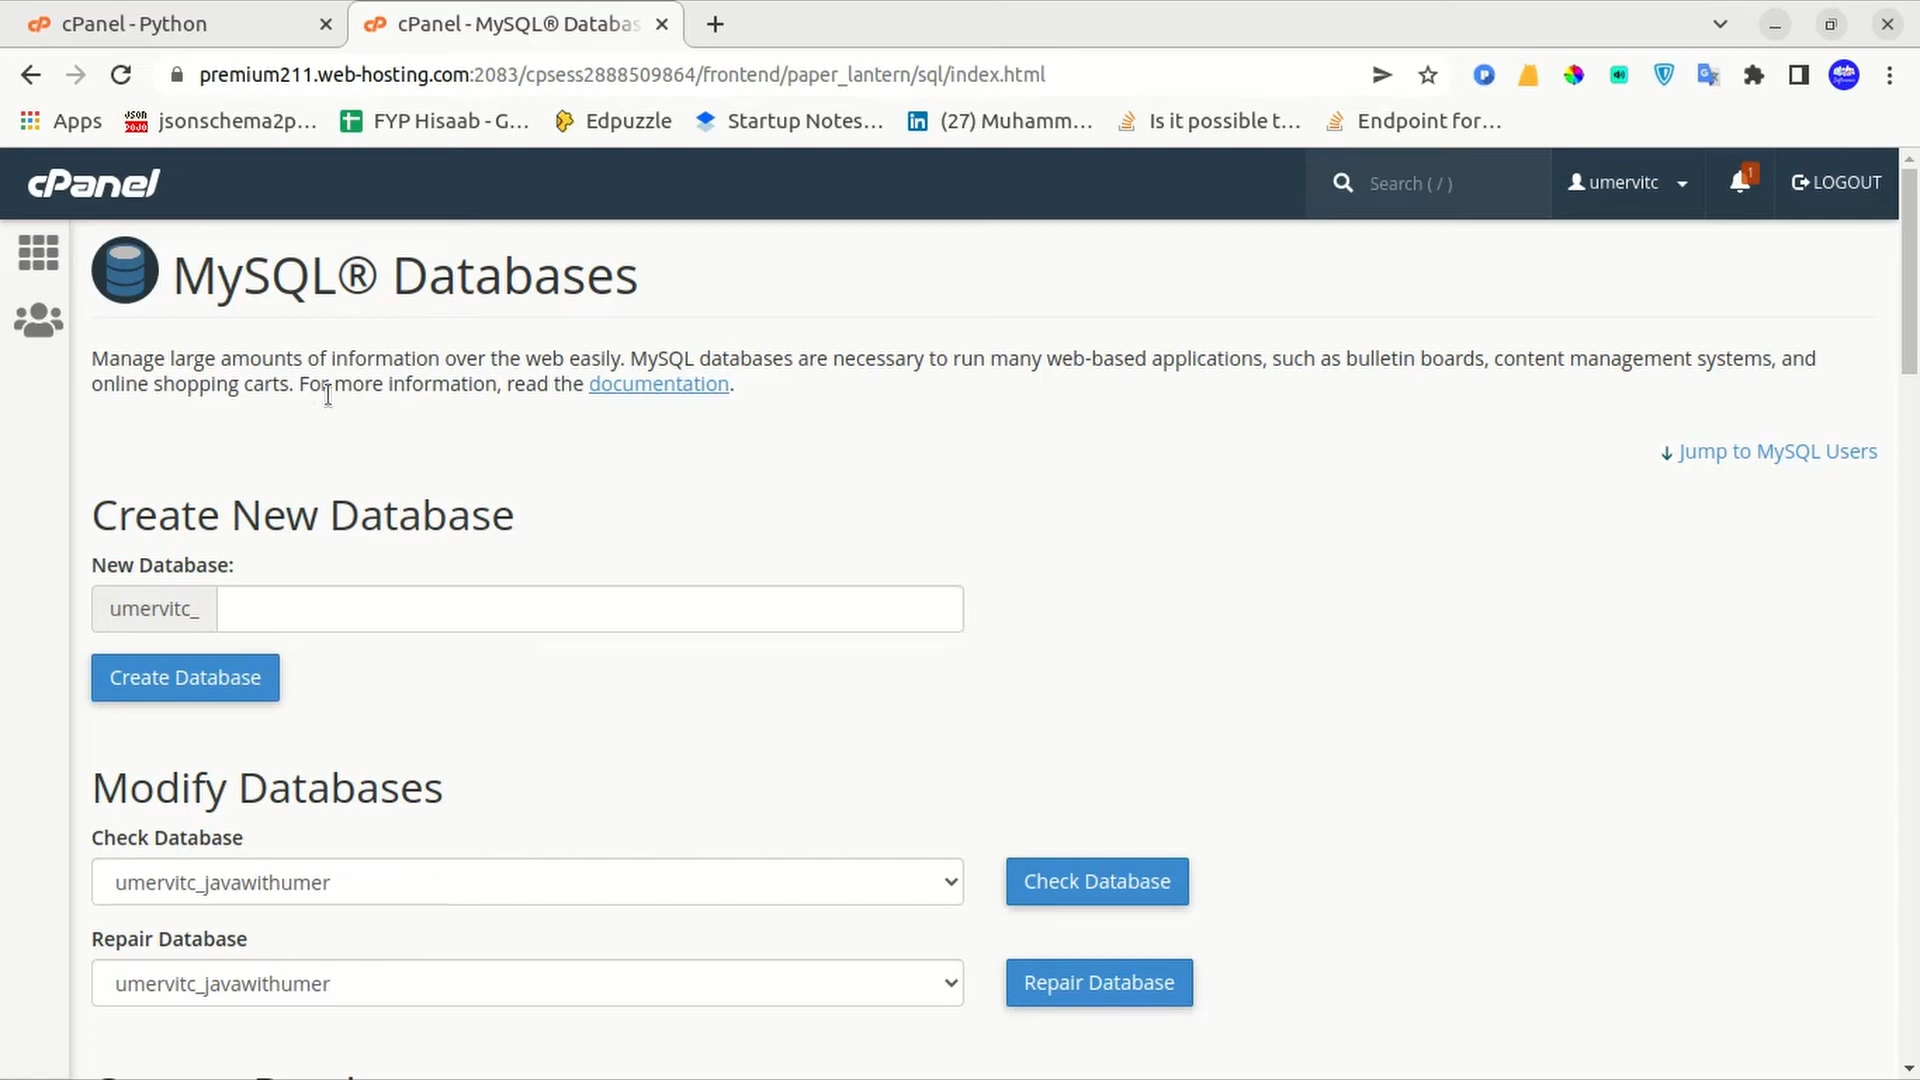 cPanel - Python
cPanel - MySQL® Databas
premium211.web-hosting.com:2083/cpsess2888509864/frontend/paper_lantern/sql/index.html
Apps
JSON
jsonschema2p...
FYP Hisaab - G...
Edpuzzle
Startup Notes...
(27) Muhamm...
Is it possible t...
Endpoint for...
cPanel
Search ( / )
umervitc
1
LOGOUT
MySQL® Databases
Manage large amounts of information over the web easily. MySQL databases are necessary to run many web-based applications, such as bulletin boards, content management systems, and
online shopping carts. For more information, read the documentation.
Jump to MySQL Users
Create New Database
New Database:
umervitc_
Create Database
Modify Databases
Check Database
umervitc_javawithumer
Check Database
Repair Database
umervitc_javawithumer
Repair Database